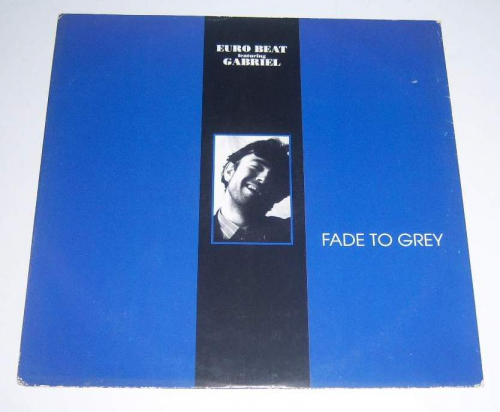 EURO BEAT
featuring
GABRIEL
FADE TO GREY